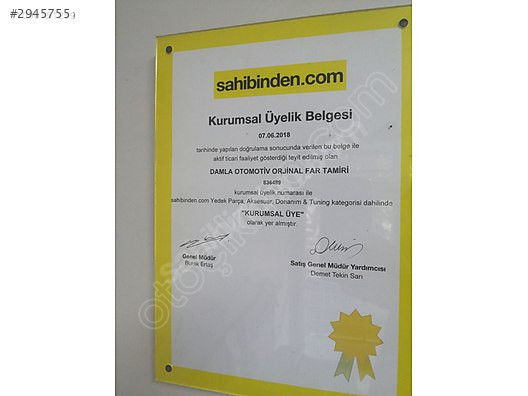 #2945755
sahibinden.com
Kurumsal Üyelik Belgesi
07.06.2018
tarihinde yapılan doğrulama sonucunda verilen bu belge ile
aktif ticari faaliyet gösterdiği teyit edilmiş olan
DAMLA OTOMOTİV ORJİNAL FAR TAMİRİ
kurumsal üyelik numarası ile
sahibinden.com Yedek Parça, Aksesuar, Donanım & Tuning kategorisi dahilinde
"KURUMSAL ÜYE"
olarak yer almıştır.
Genel Müdür
Burak Ertaş
Satış Genel Müdür Yardımcısı
Demet Tekin Sarı